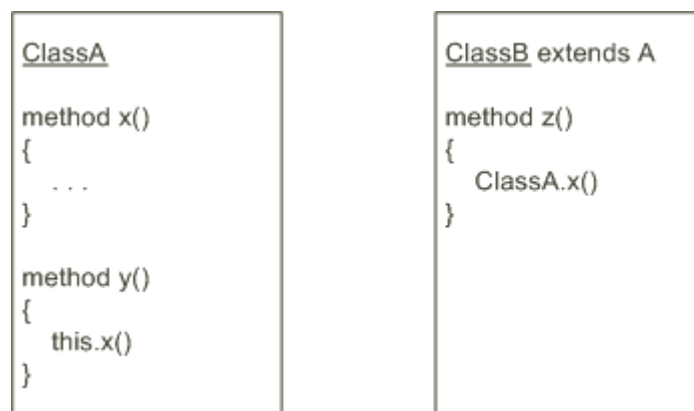 ClassA
method x()
{
. . .
}
method y()
{
this.x()
}
ClassB extends A
method z()
{
ClassA.x()
}